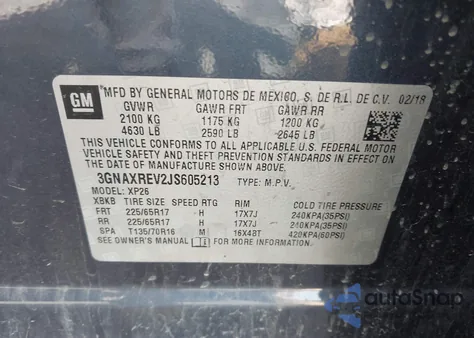 GM
MFD BY GENERAL MOTORS DE MEXICO, S. DE R.L. DE C.V. 02/18
GVWR GAWR FRT GAWR RR
2100 KG 1175 KG 1200 KG
4630 LB 2590 LB 2645 LB
THIS VEHICLE CONFORMS TO ALL APPLICABLE U.S. FEDERAL MOTOR
VEHICLE SAFETY AND THEFT PREVENTION STANDARDS IN EFFECT ON THE DATE
OF MANUFACTURE SHOWN ABOVE.
3GNAXREV2JS605213 TYPE: M.P.V.
MODEL: XP26
XBKB TIRE SIZE SPEED RTG RIM COLD TIRE PRESSURE
FRT 225/65R17 H 17X7J 240KPA(35PSI)
RR 225/65R17 H 17X7J 240KPA(35PSI)
SPA T135/70R16 M 16X4BT 420KPA(60PSI)
SEE OWNER'S MANUAL FOR MORE INFORMATION
autoSnap